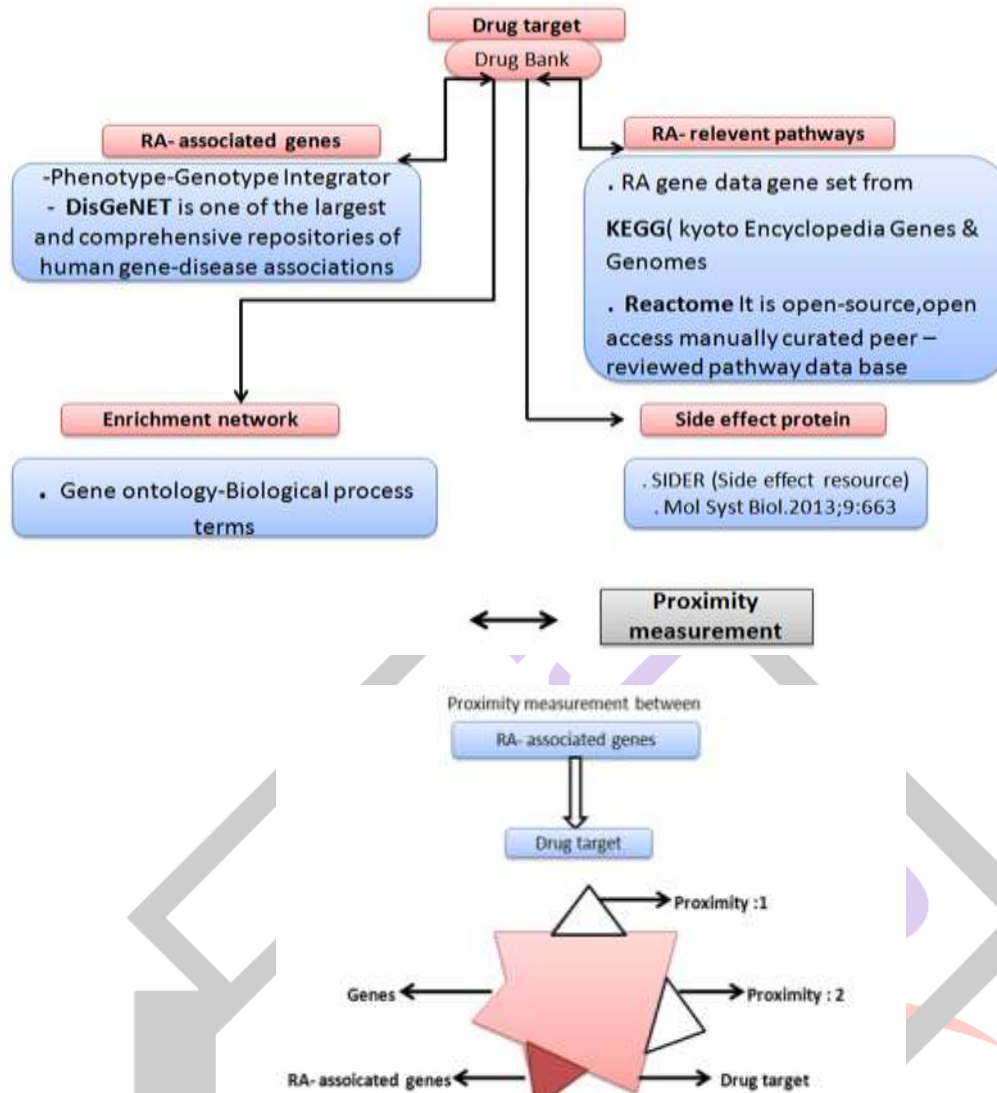 Drug target
Drug Bank
RA- associated genes
-Phenotype-Genotype Integrator
- DisGeNET is one of the largest
and comprehensive repositories of
human gene-disease associations
RA- relevent pathways
. RA gene data gene set from
KEGG( kyoto Encyclopedia Genes &
Genomes
. Reactome It is open-source,open
access manually curated peer –
reviewed pathway data base
Enrichment network
. Gene ontology-Biological process
terms
Side effect protein
. SIDER (Side effect resource)
. Mol Syst Biol.2013;9:663
Proximity
measurement
Proximity measurement between
RA- associated genes
Drug target
Proximity :1
Genes
Proximity : 2
RA- assoicated genes
Drug target